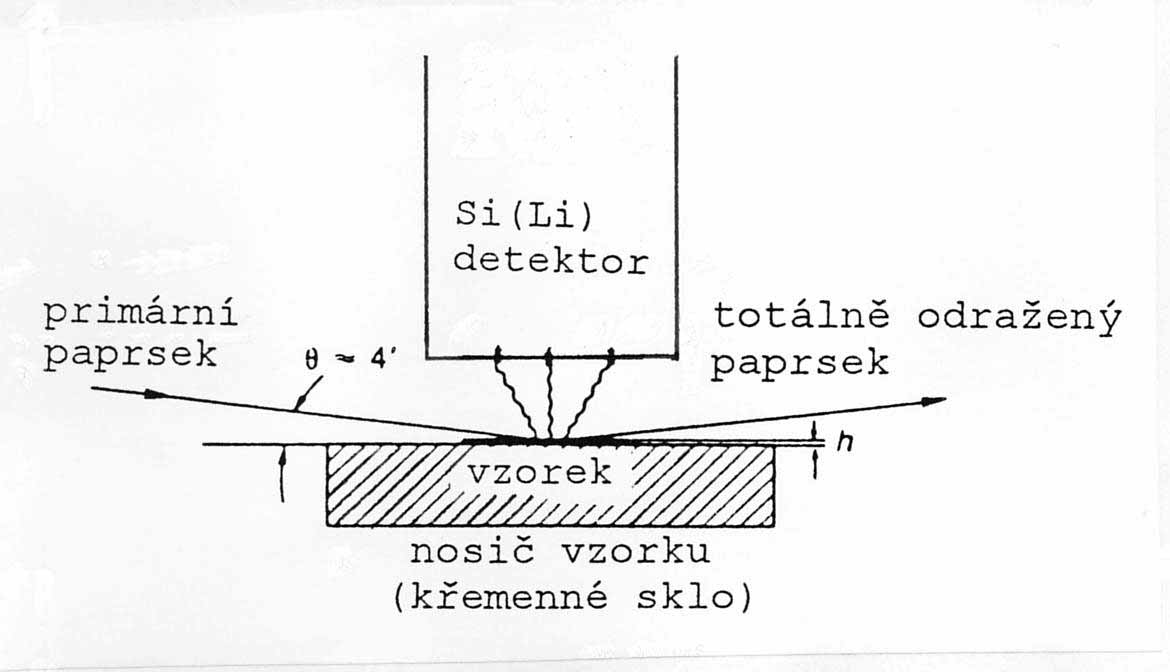 Si(Li)
detektor
primární
paprsek
θ ≈ 4'
totálně odražený
paprsek
h
vzorek
nosič vzorku
(křemenné sklo)